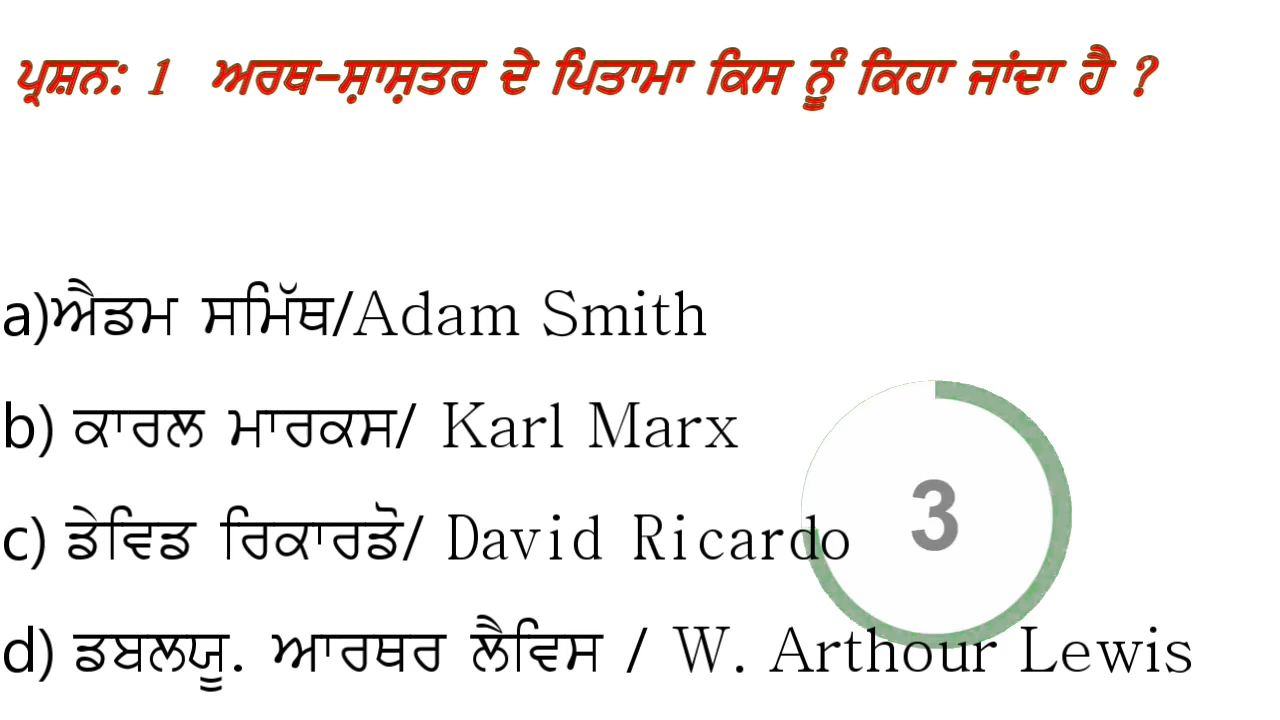 ਪ੍ਰਸ਼ਨ: 1 ਅਰਥ-ਸ਼ਾਸ਼ਤਰ ਦੇ ਪਿਤਾਮਾ ਕਿਸ ਨੂੰ ਕਿਹਾ ਜਾਂਦਾ ਹੈ ?
a)ਐਡਮ ਸਮਿੱਥ/Adam Smith
b) ਕਾਰਲ ਮਾਰਕਸ/ Karl Marx
3
c) ਡੇਵਿਡ ਰਿਕਾਰਡੋ/ David Ricardo
d) ਡਬਲਯੂ. ਆਰਥਰ ਲੈਵਿਸ / W. Arthour Lewis